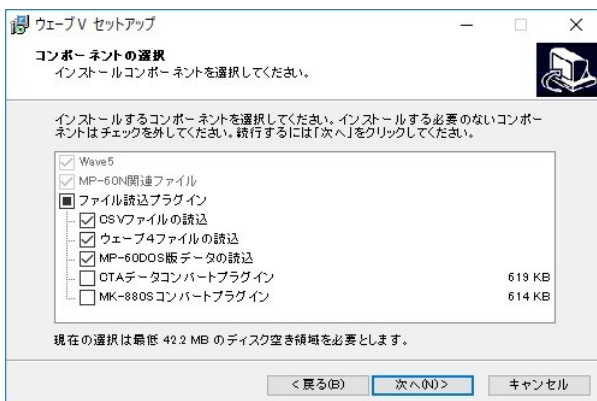 ウェーブⅤ セットアップ
コンポーネントの選択
インストールコンポーネントを選択してください。
インストールするコンポーネントを選択してください。インストールする必要のないコンポー
ネントはチェックを外してください。続行するには「次へ」をクリックしてください。
Wave5
MP-60N関連ファイル
ファイル読込プラグイン
CSVファイルの読込
ウェーブ4ファイルの読込
MP-60DOS版データの読込
CTAデータコンバートプラグイン 619 KB
MK-880Sコンバートプラグイン 614 KB
現在の選択は最低 42.2 MB のディスク空き領域を必要とします。
< 戻る(B) 次へ(N) > キャンセル